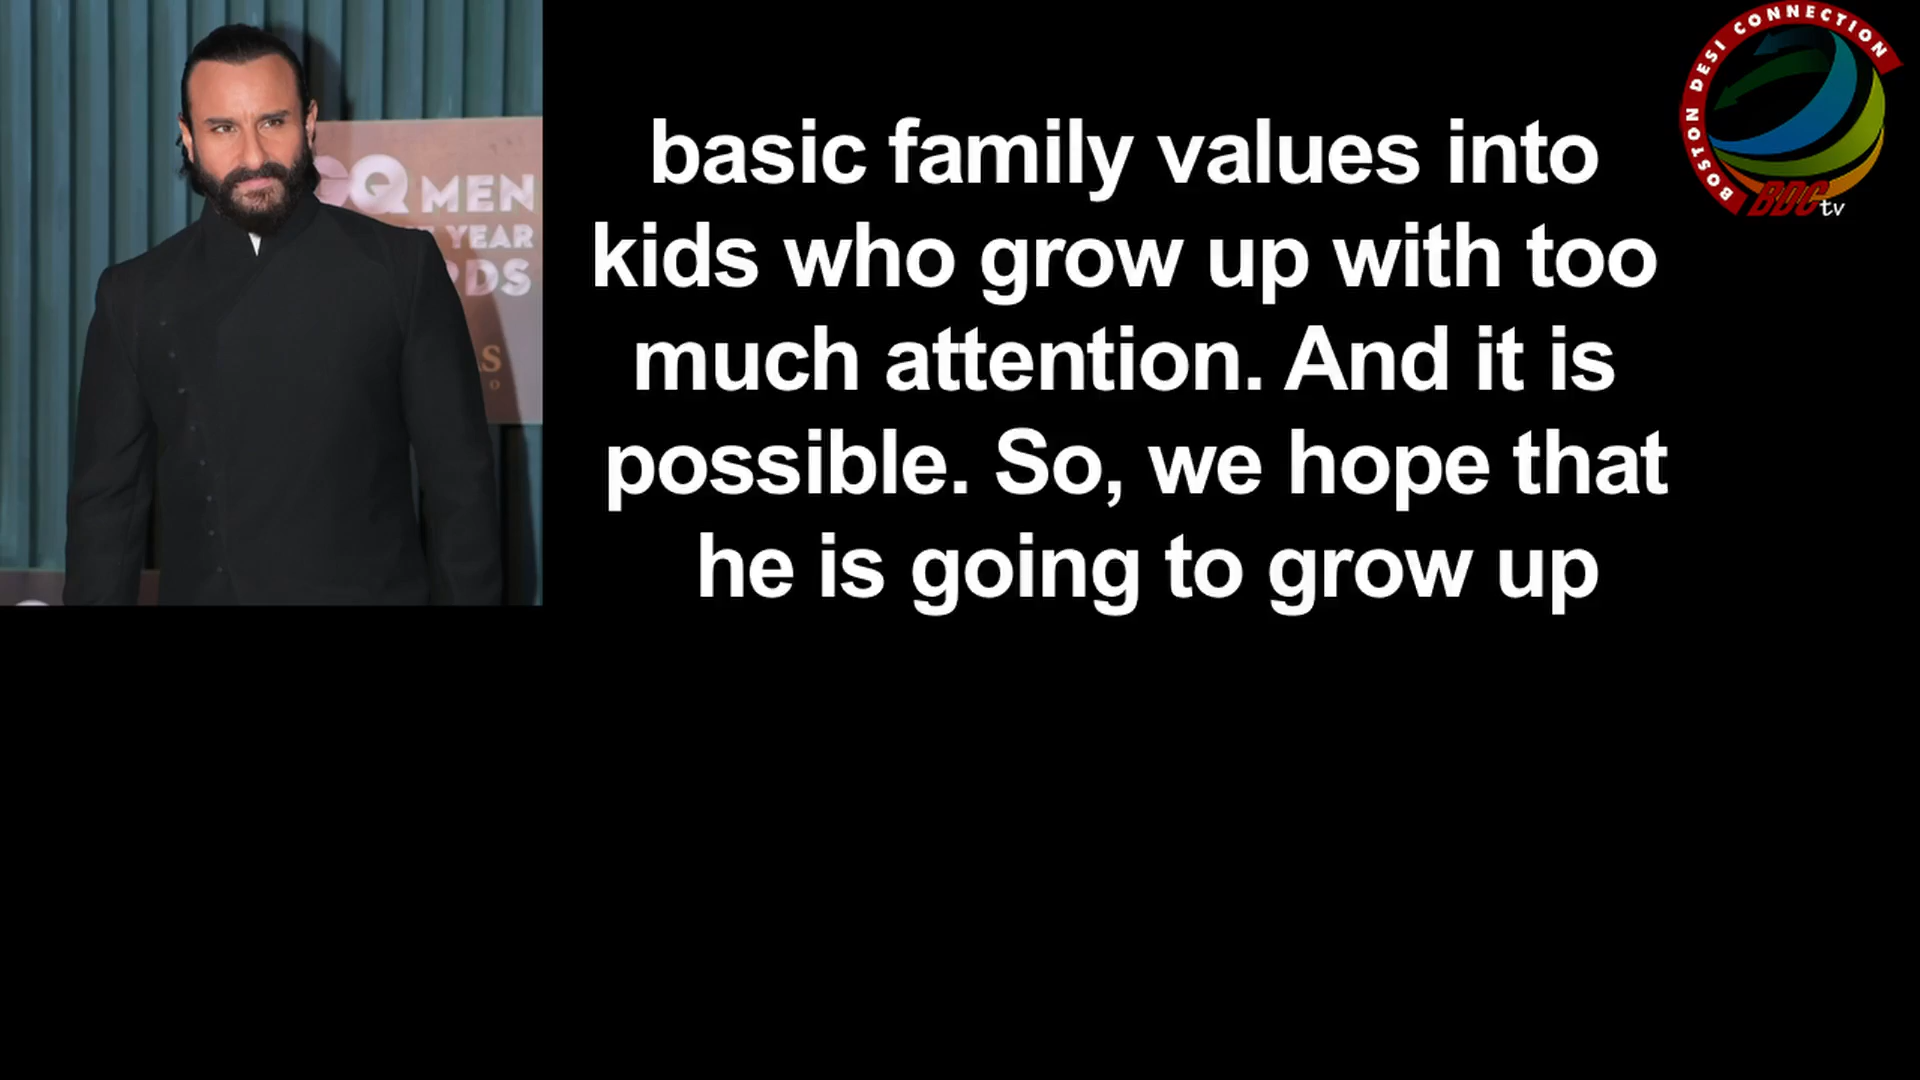 GQ MEN
YEAR
RDS
S
basic family values into
kids who grow up with too
much attention. And it is
possible. So, we hope that
he is going to grow up
BOSTON DESI CONNECTION
BDC tv